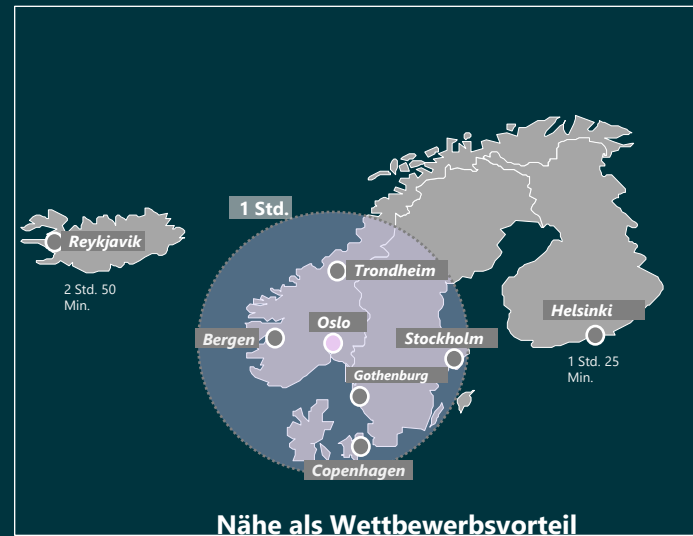 1 Std.
Reykjavik
Trondheim
2 Std. 50
Min.
Helsinki
Oslo
Bergen
Stockholm
1 Std. 25
Min.
Gothenburg
Copenhagen
Nähe als Wettbewerbsvorteil